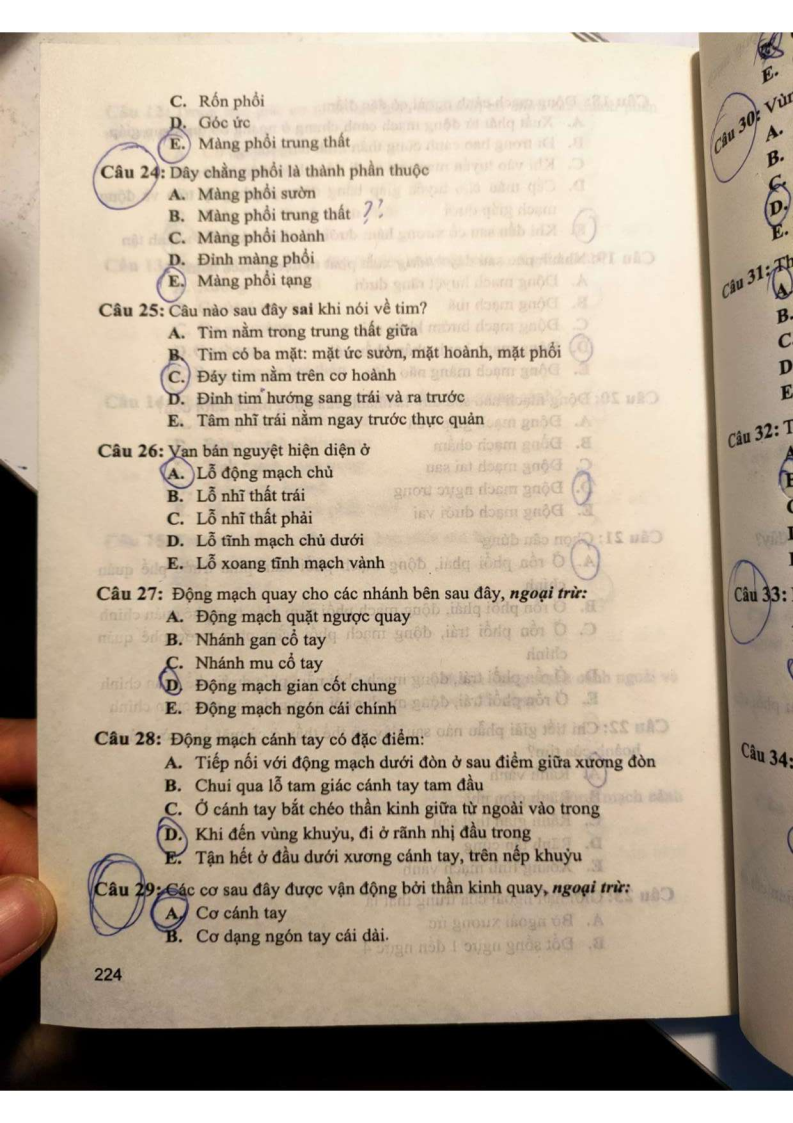 C. Rốn phổi
D. Góc ức
E. Màng phổi trung thất
Câu 24: Dây chằng phổi là thành phần thuộc
A. Màng phổi sườn
B. Màng phổi trung thất ??
C. Màng phổi hoành
D. Đỉnh màng phổi
E. Màng phổi tạng
Câu 25: Câu nào sau đây sai khi nói về tim?
A. Tim nằm trong trung thất giữa
B. Tim có ba mặt: mặt ức sườn, mặt hoành, mặt phổi
C. Đáy tim nằm trên cơ hoành
D. Đỉnh tim hướng sang trái và ra trước
E. Tâm nhĩ trái nằm ngay trước thực quản
Câu 26: Van bán nguyệt hiện diện ở
A. Lỗ động mạch chủ
B. Lỗ nhĩ thất trái
C. Lỗ nhĩ thất phải
D. Lỗ tĩnh mạch chủ dưới
E. Lỗ xoang tĩnh mạch vành
Câu 27: Động mạch quay cho các nhánh bên sau đây, ngoại trừ:
A. Động mạch quặt ngược quay
B. Nhánh gan cổ tay
C. Nhánh mu cổ tay
D. Động mạch gian cốt chung
E. Động mạch ngón cái chính
Câu 28: Động mạch cánh tay có đặc điểm:
A. Tiếp nối với động mạch dưới đòn ở sau điểm giữa xương đòn
B. Chui qua lỗ tam giác cánh tay tam đầu
C. Ở cánh tay bắt chéo thần kinh giữa từ ngoài vào trong
D. Khi đến vùng khuỷu, đi ở rãnh nhị đầu trong
E. Tận hết ở đầu dưới xương cánh tay, trên nếp khuỷu
Câu 29: Các cơ sau đây được vận động bởi thần kinh quay, ngoại trừ:
A. Cơ cánh tay
B. Cơ dạng ngón tay cái dài.
224
E.
Câu 30: Vùn
A.
B.
C.
D.
E.
Câu 31: Th
A
B.
C
D
E
Câu 32: T
Câu 33:
Câu 34: